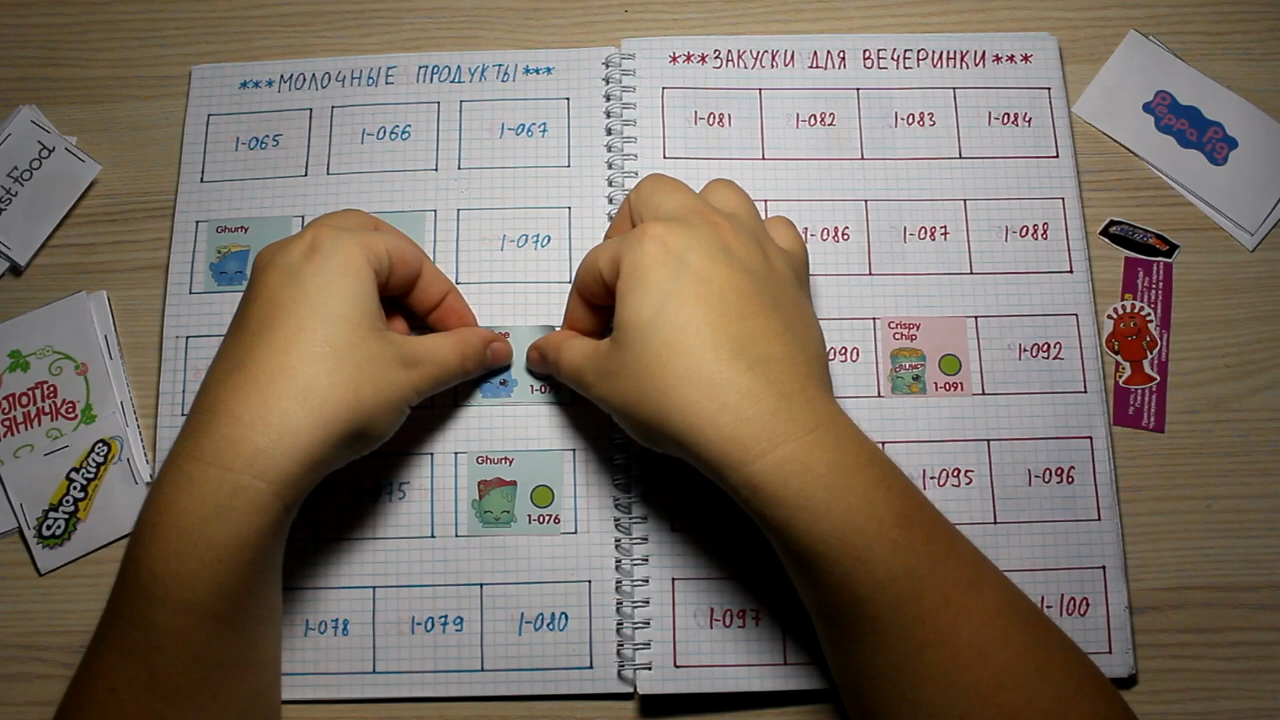 ***МОЛОЧНЫЕ ПРОДУКТЫ***
1-065
1-066
1-067
Ghurty
1-070
Ghurty
1-076
1-078
1-079
1-080
***ЗАКУСКИ ДЛЯ ВЕЧЕРИНКИ***
1-081
1-082
1-083
1-084
1-086
1-087
1-088
Crispy
Chip
1-091
1-092
1-095
1-096
1-097
1-100
Food
Shopkins
Peppa Pig